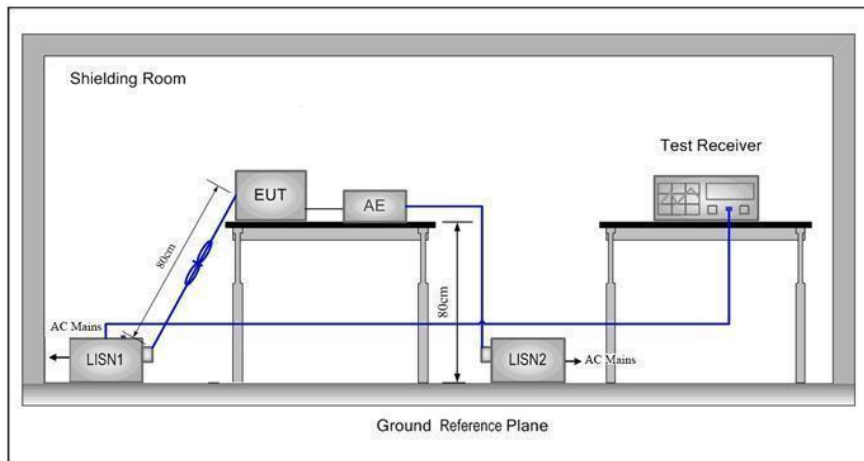 Shielding Room
Test Receiver
EUT
AE
80cm
80cm
AC Mains
LISN1
LISN2
AC Mains
Ground Reference Plane